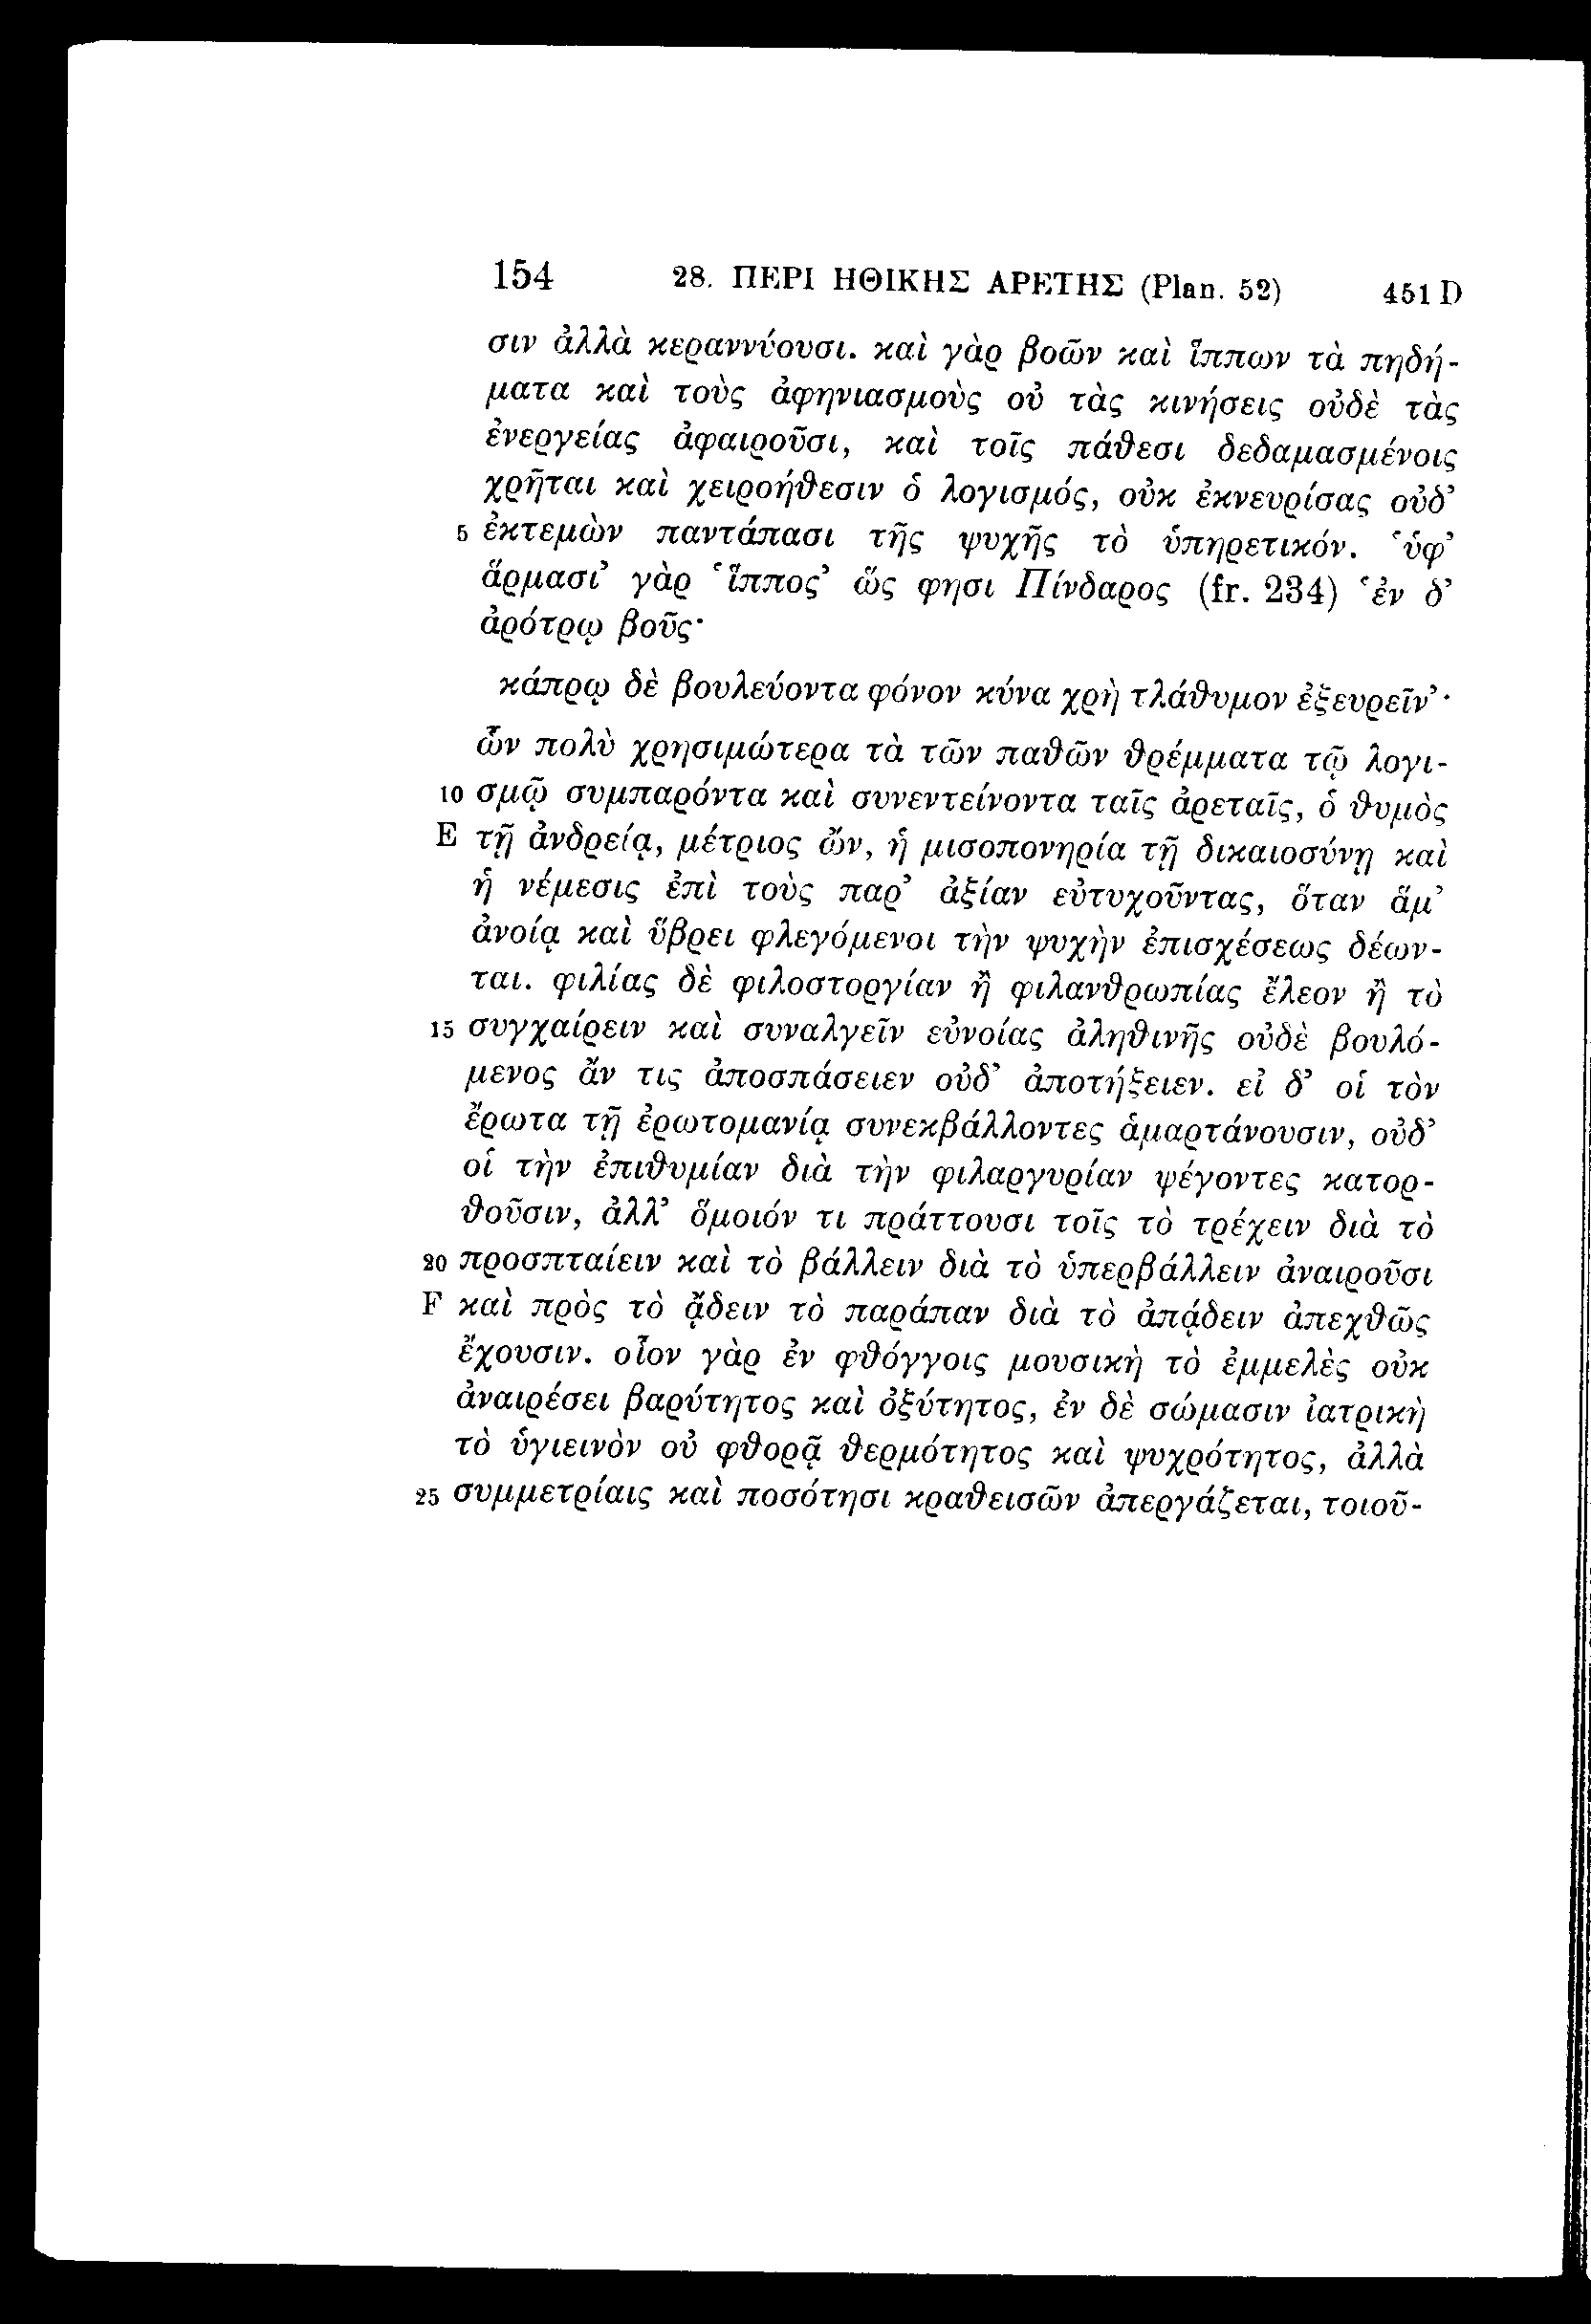 154 28. ΠΕΡΙ ΗΘΙΚΗΣ ΑΡΕΤΗΣ (Plan. 52) 451 D
σιν ἀλλὰ κεραννύουσι. καὶ γὰρ βοῶν καὶ ἵππων τὰ πηδή-
ματα καὶ τοὺς ἀφηνιασμοὺς οὐ τὰς κινήσεις οὐδὲ τὰς
ἐνεργείας ἀφαιροῦσι, καὶ τοῖς πάθεσι δεδαμασμένοις
χρῆται καὶ χειροήθεσιν ὁ λογισμός, οὐκ ἐκνευρίσας οὐδ’
5 ἐκτεμὼν παντάπασι τῆς ψυχῆς τὸ ὑπηρετικόν. ‘ὑφ’
ἅρμασι’ γὰρ ‘ἵππος’ ὥς φησι Πίνδαρος (fr. 234) ‘ἐν δ’
ἀρότρῳ βοῦς·
κάπρῳ δὲ βουλεύοντα φόνον κύνα χρὴ τλάθυμον ἐξευρεῖν’·
ὧν πολὺ χρησιμώτερα τὰ τῶν παθῶν θρέμματα τῷ λογι-
10 σμῷ συμπαρόντα καὶ συνεντείνοντα ταῖς ἀρεταῖς, ὁ θυμὸς
E τῇ ἀνδρείᾳ, μέτριος ὤν, ἡ μισοπονηρία τῇ δικαιοσύνῃ καὶ
ἡ νέμεσις ἐπὶ τοὺς παρ’ ἀξίαν εὐτυχοῦντας, ὅταν ἅμ’
ἀνοίᾳ καὶ ὕβρει φλεγόμενοι τὴν ψυχὴν ἐπισχέσεως δέων-
ται. φιλίας δὲ φιλοστοργίαν ἢ φιλανθρωπίας ἔλεον ἢ τὸ
15 συγχαίρειν καὶ συναλγεῖν εὐνοίας ἀληθινῆς οὐδὲ βουλό-
μενος ἄν τις ἀποσπάσειεν οὐδ’ ἀποτήξειεν. εἰ δ’ οἱ τὸν
ἔρωτα τῇ ἐρωτομανίᾳ συνεκβάλλοντες ἁμαρτάνουσιν, οὐδ’
οἱ τὴν ἐπιθυμίαν διὰ τὴν φιλαργυρίαν ψέγοντες κατορ-
θοῦσιν, ἀλλ’ ὅμοιόν τι πράττουσι τοῖς τὸ τρέχειν διὰ τὸ
20 προσπταίειν καὶ τὸ βάλλειν διὰ τὸ ὑπερβάλλειν ἀναιροῦσι
F καὶ πρὸς τὸ ᾄδειν τὸ παράπαν διὰ τὸ ἀπᾴδειν ἀπεχθῶς
ἔχουσιν. οἷον γὰρ ἐν φθόγγοις μουσικὴ τὸ ἐμμελὲς οὐκ
ἀναιρέσει βαρύτητος καὶ ὀξύτητος, ἐν δὲ σώμασιν ἰατρικὴ
τὸ ὑγιεινὸν οὐ φθορᾷ θερμότητος καὶ ψυχρότητος, ἀλλὰ
25 συμμετρίαις καὶ ποσότησι κραθεισῶν ἀπεργάζεται, τοιοῦ-